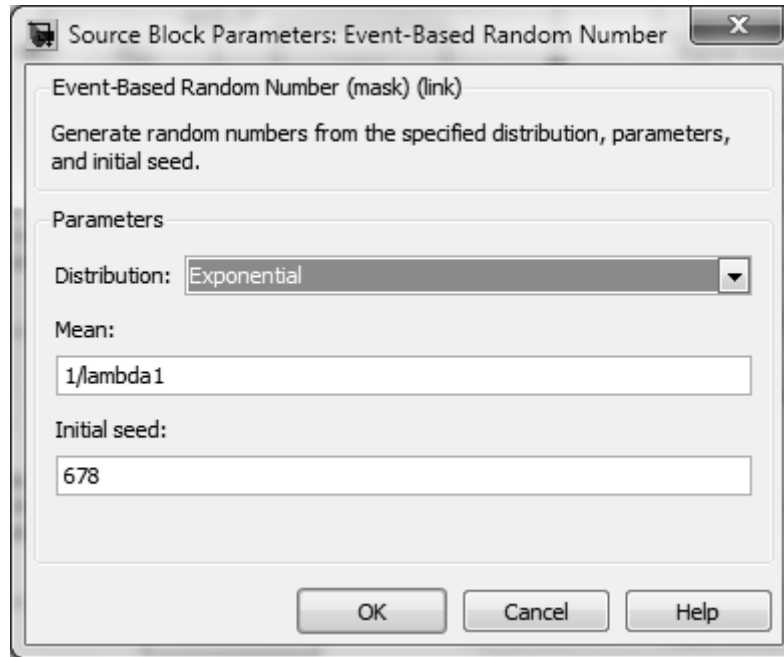 Source Block Parameters: Event-Based Random Number
X
Event-Based Random Number (mask) (link)
Generate random numbers from the specified distribution, parameters,
and initial seed.
Parameters
Distribution: Exponential
Mean:
1/lambda1
Initial seed:
678
OK Cancel Help